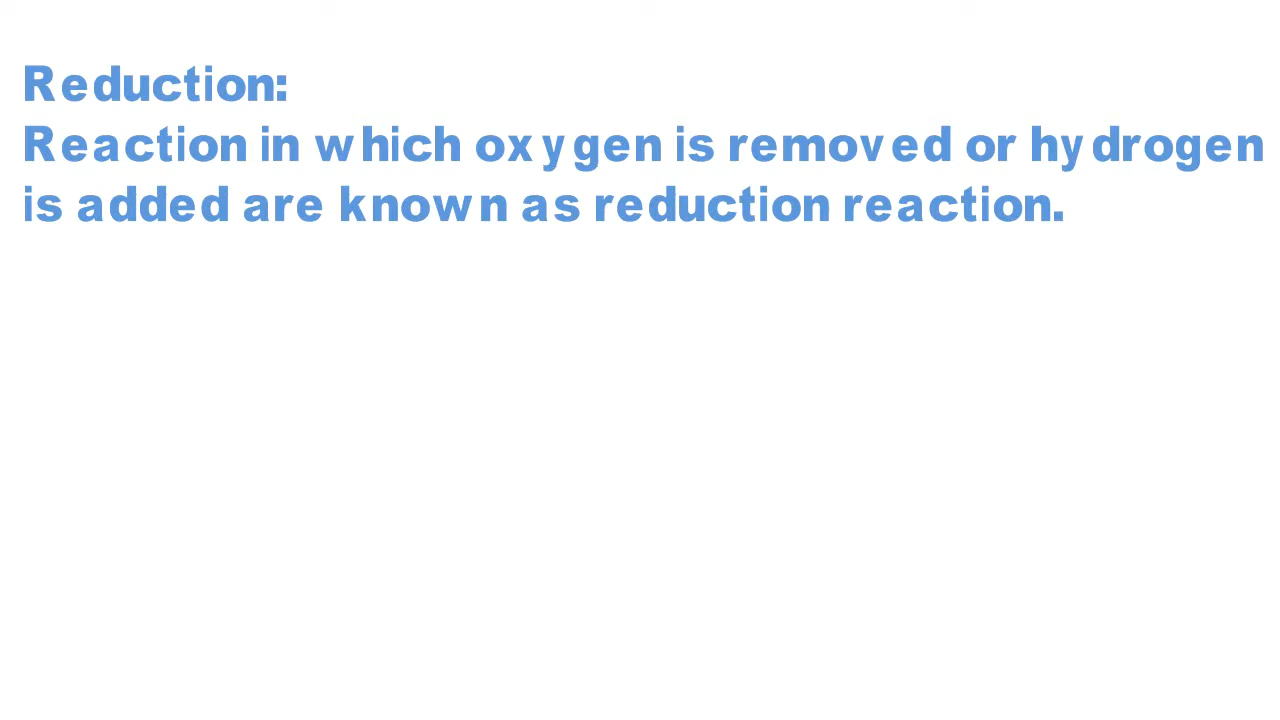 Reduction:
Reaction in which oxygen is removed or hydrogen
is added are known as reduction reaction.